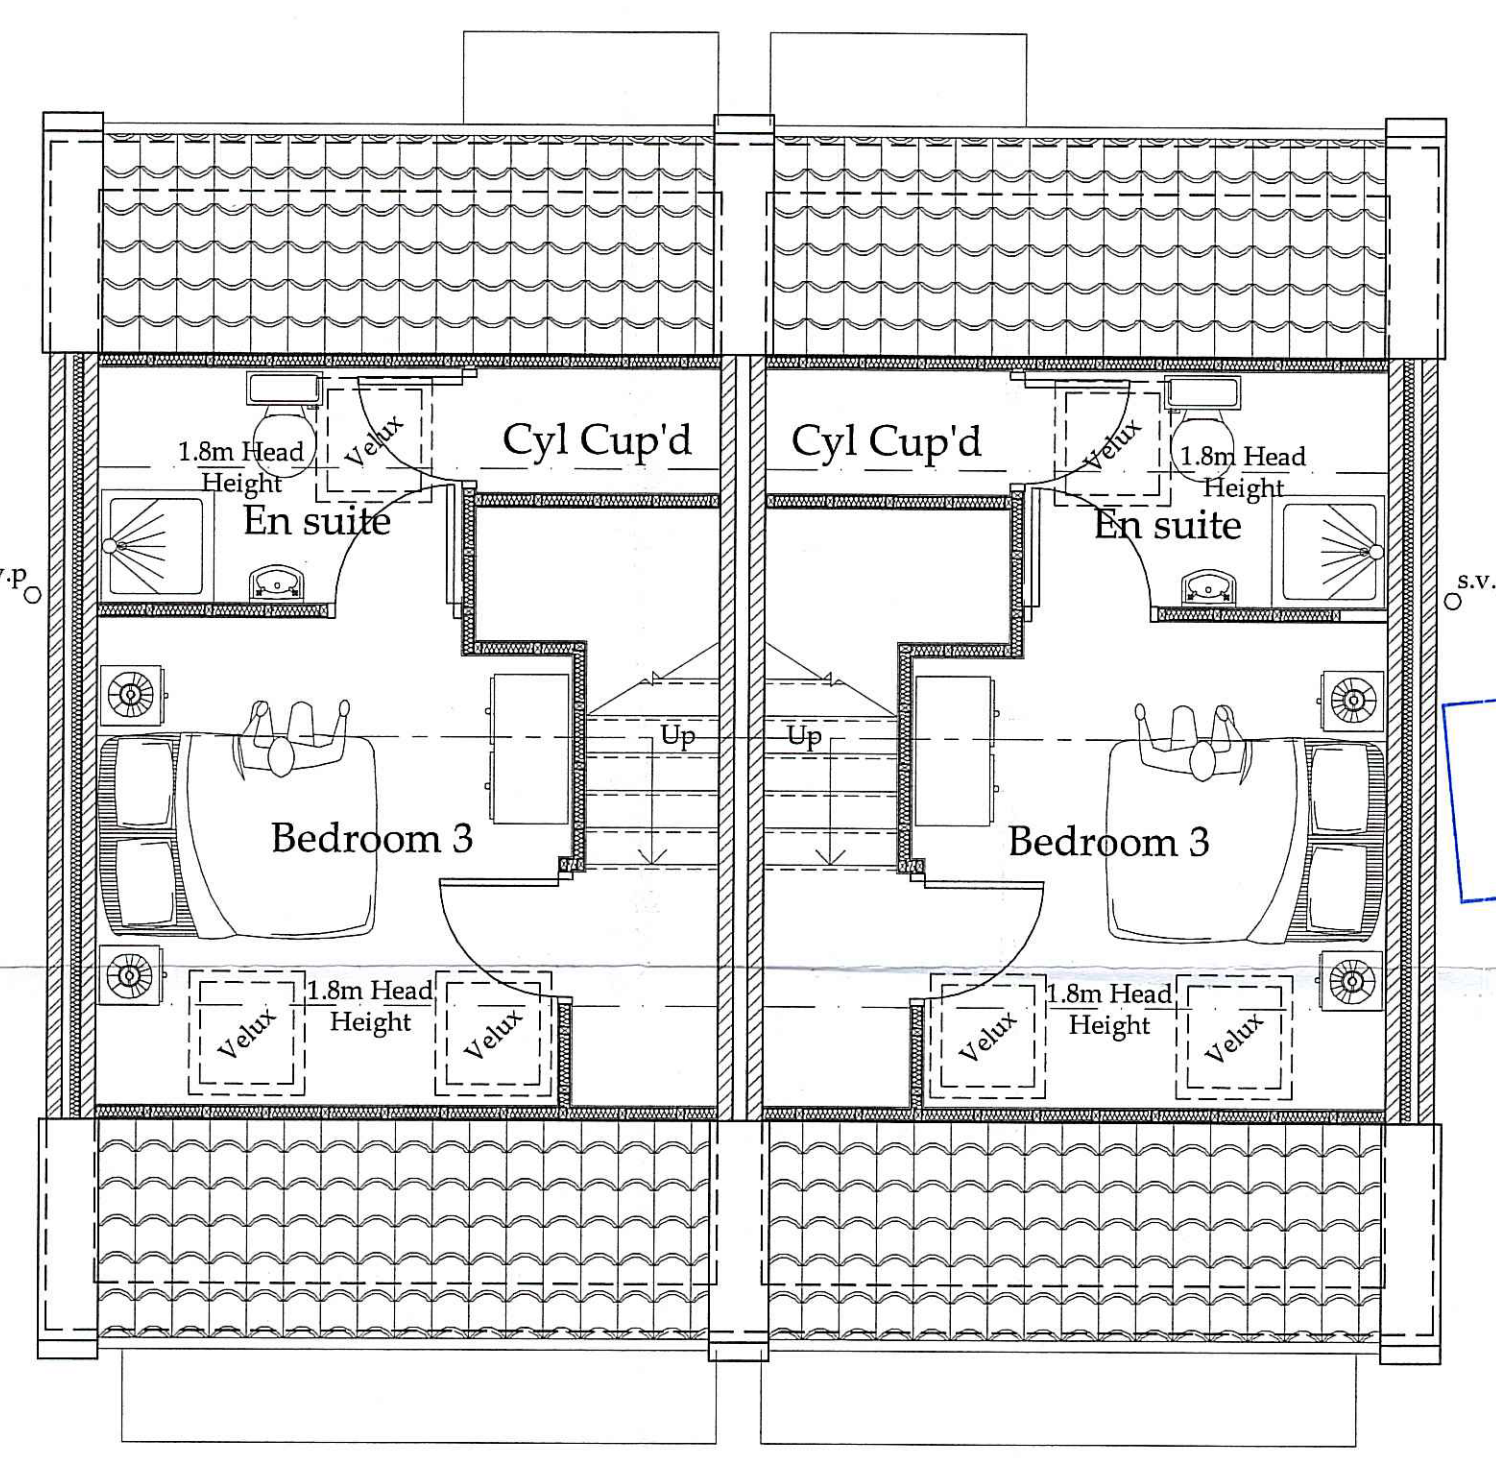 Cyl Cup'd
Cyl Cup'd
Velux
Velux
1.8m Head
Height
1.8m Head
Height
En suite
En suite
s.v.
Up
Up
Bedroom 3
Bedroom 3
1.8m Head
Height
1.8m Head
Height
Velux
Velux
Velux
Velux